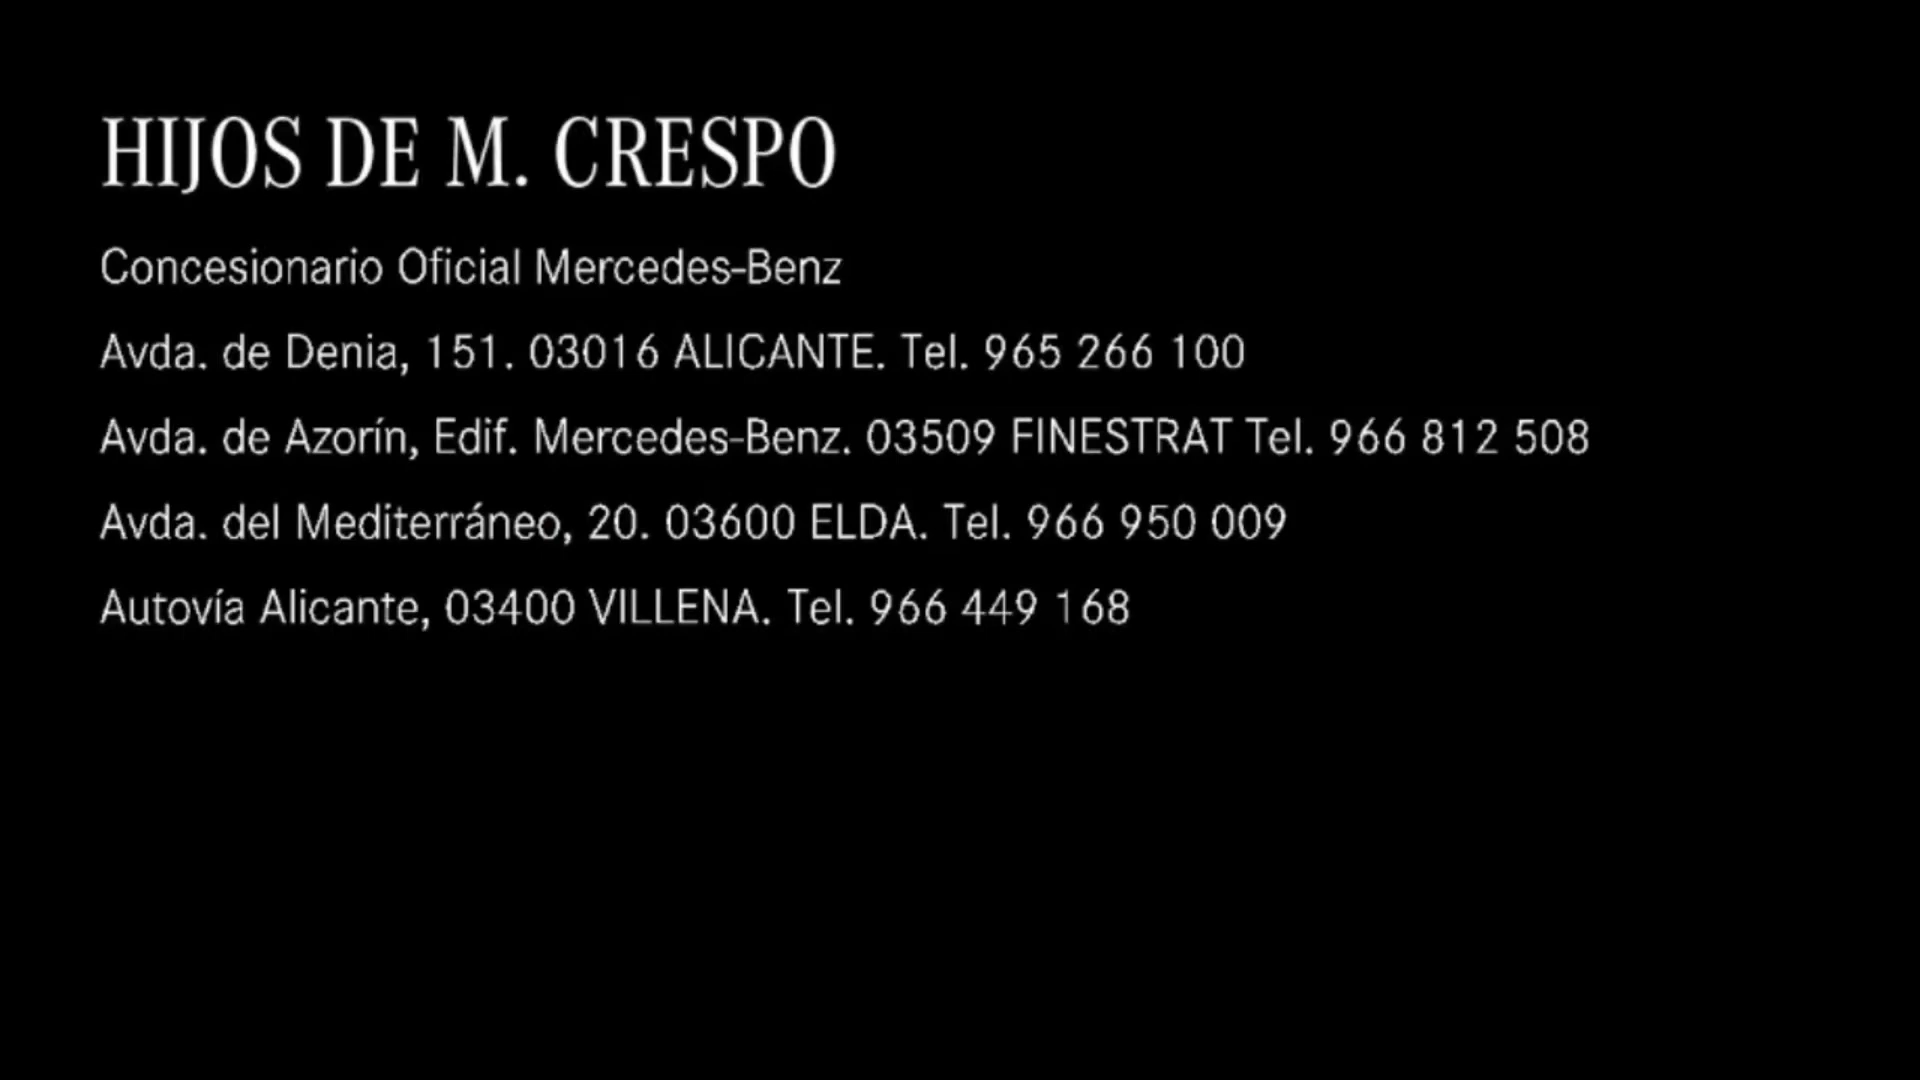 HIJOS DE M. CRESPO
Concesionario Oficial Mercedes-Benz
Avda. de Denia, 151. 03016 ALICANTE. Tel. 965 266 100
Avda. de Azorín, Edif. Mercedes-Benz. 03509 FINESTRAT Tel. 966 812 508
Avda. del Mediterráneo, 20. 03600 ELDA. Tel. 966 950 009
Autovía Alicante, 03400 VILLENA. Tel. 966 449 168